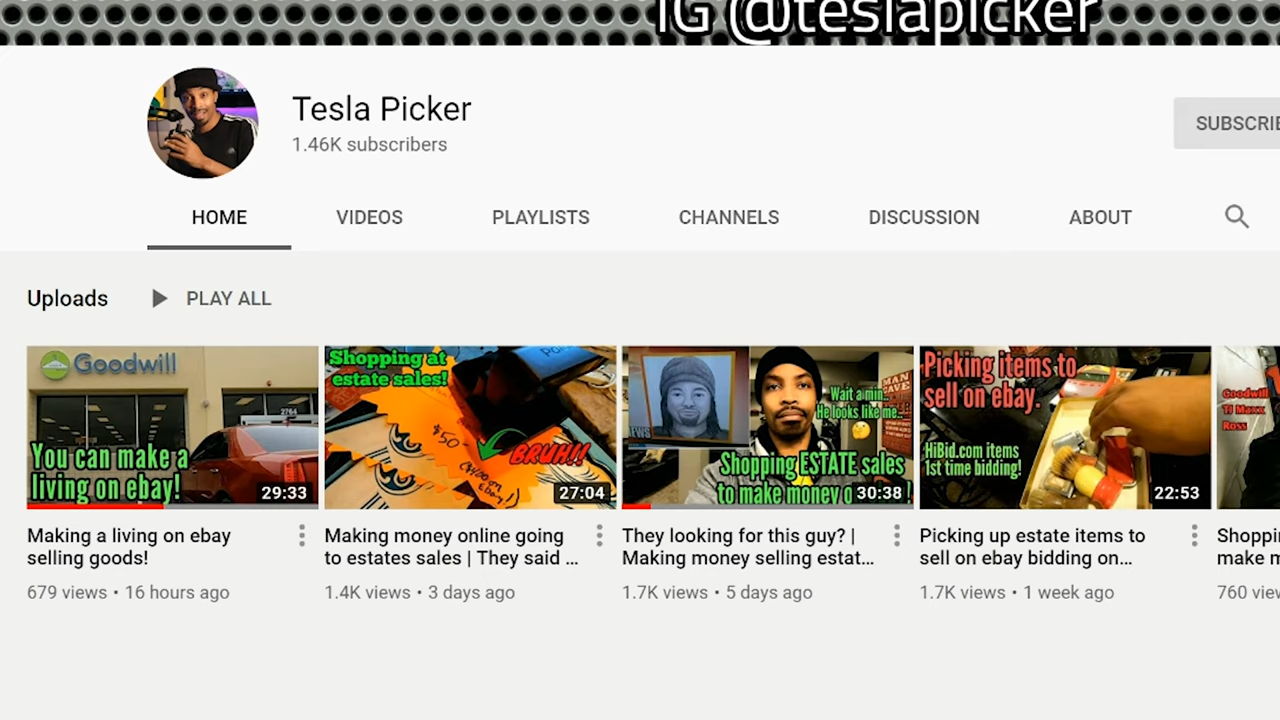 IG @teslapicker
Tesla Picker
1.46K subscribers
HOME VIDEOS PLAYLISTS CHANNELS DISCUSSION ABOUT
Uploads PLAY ALL
Goodwill
2764
You can make a
living on ebay!
29:33
Shopping at
estate sales!
$50-
BRUH!!
27:04
Wait a min..
He looks like me..
MAN
CAVE
Shopping ESTATE sales
to make money o
30:38
Picking items to
sell on ebay.
HiBid.com items
1st time bidding!
22:53
Goodwill
TJ Maxx
Ross
Making a living on ebay
selling goods!
679 views • 16 hours ago
Making money online going
to estates sales | They said ...
1.4K views • 3 days ago
They looking for this guy? |
Making money selling estat...
1.7K views • 5 days ago
Picking up estate items to
sell on ebay bidding on...
1.7K views • 1 week ago
760